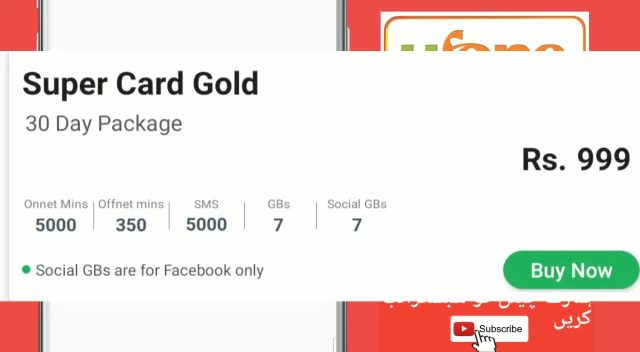 ufone
Super Card Gold
30 Day Package
Rs. 999
Onnet Mins Offnet mins SMS GBs Social GBs
5000 350 5000 7 7
Social GBs are for Facebook only
Buy Now
کریں
Subscribe